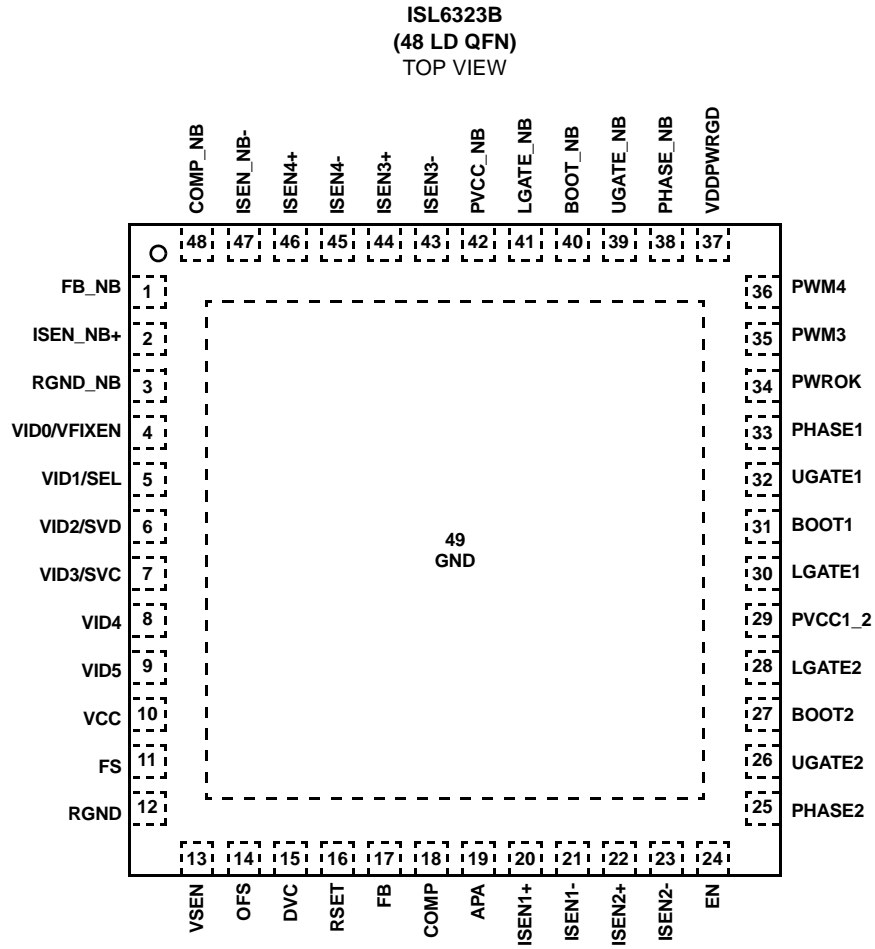 ISL6323B
(48 LD QFN)
TOP VIEW
COMP_NB
ISEN_NB-
ISEN4+
ISEN4-
ISEN3+
ISEN3-
PVCC_NB
LGATE_NB
BOOT_NB
UGATE_NB
PHASE_NB
VDDPWRGD
48 47 46 45 44 43 42 41 40 39 38 37
FB_NB 1
ISEN_NB+ 2
RGND_NB 3
VID0/VFIXEN 4
VID1/SEL 5
VID2/SVD 6
VID3/SVC 7
VID4 8
VID5 9
VCC 10
FS 11
RGND 12
49
GND
36 PWM4
35 PWM3
34 PWROK
33 PHASE1
32 UGATE1
31 BOOT1
30 LGATE1
29 PVCC1_2
28 LGATE2
27 BOOT2
26 UGATE2
25 PHASE2
13 14 15 16 17 18 19 20 21 22 23 24
VSEN
OFS
DVC
RSET
FB
COMP
APA
ISEN1+
ISEN1-
ISEN2+
ISEN2-
EN